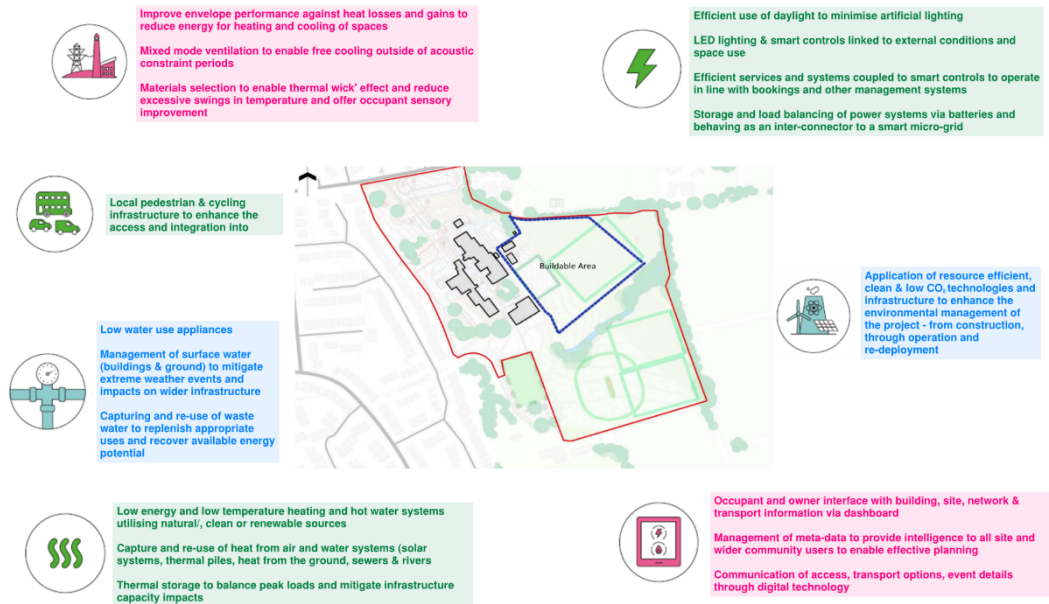 Improve envelope performance against heat losses and gains to
reduce energy for heating and cooling of spaces
Mixed mode ventilation to enable free cooling outside of acoustic
constraint periods
Materials selection to enable thermal wick' effect and reduce
excessive swings in temperature and offer occupant sensory
improvement
Efficient use of daylight to minimise artificial lighting
LED lighting & smart controls linked to external conditions and
space use
Efficient services and systems coupled to smart controls to operate
in line with bookings and other management systems
Storage and load balancing of power systems via batteries and
behaving as an inter-connector to a smart micro-grid
Local pedestrian & cycling
infrastructure to enhance the
access and integration into
Buildable Area
Application of resource efficient,
clean & low CO₂ technologies and
infrastructure to enhance the
environmental management of
the project - from construction,
through operation and
re-deployment
Low water use appliances
Management of surface water
(buildings & ground) to mitigate
extreme weather events and
impacts on wider infrastructure
Capturing and re-use of waste
water to replenish appropriate
uses and recover available energy
potential
Low energy and low temperature heating and hot water systems
utilising natural/, clean or renewable sources
Capture and re-use of heat from air and water systems (solar
systems, thermal piles, heat from the ground, sewers & rivers
Thermal storage to balance peak loads and mitigate infrastructure
capacity impacts
Occupant and owner interface with building, site, network &
transport information via dashboard
Management of meta-data to provide intelligence to all site and
wider community users to enable effective planning
Communication of access, transport options, event details
through digital technology